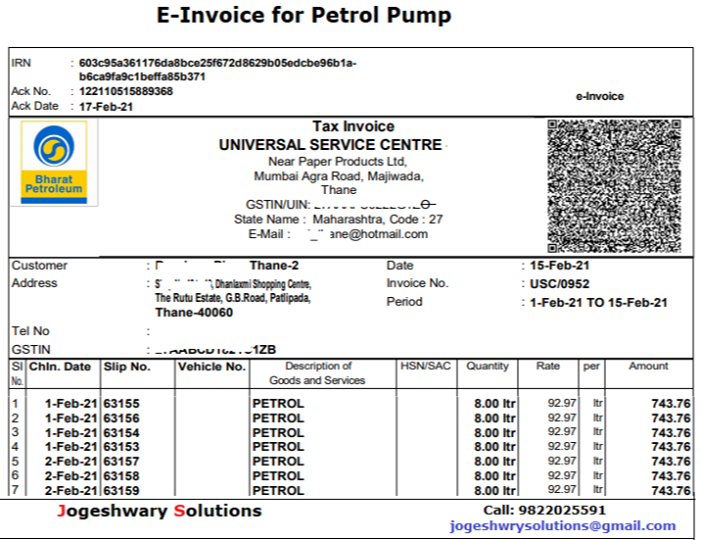 E-Invoice for Petrol Pump
IRN : 603c95a361176da8bce25f672d8629b05edcbe96b1a-
b6ca9fa9c1beffa85b371
Ack No. : 122110515889368
Ack Date : 17-Feb-21
e-Invoice
Bharat
Petroleum
Tax Invoice
UNIVERSAL SERVICE CENTRE
Near Paper Products Ltd,
Mumbai Agra Road, Majiwada,
Thane
GSTIN/UIN:
State Name : Maharashtra, Code : 27
E-Mail : ane@hotmail.com
Customer : Thane-2
Address : Dhanlaxmi Shopping Centre,
The Rutu Estate, G.B.Road, Patlipada,
Thane-40060
Tel No :
GSTIN : 1ZB
Date : 15-Feb-21
Invoice No. : USC/0952
Period : 1-Feb-21 TO 15-Feb-21
Sl No. Chln. Date Slip No. Vehicle No. Description of Goods and Services HSN/SAC Quantity Rate per Amount
1 1-Feb-21 63155 PETROL 8.00 ltr 92.97 ltr 743.76
2 1-Feb-21 63156 PETROL 8.00 ltr 92.97 ltr 743.76
3 1-Feb-21 63154 PETROL 8.00 ltr 92.97 ltr 743.76
4 1-Feb-21 63153 PETROL 8.00 ltr 92.97 ltr 743.76
5 2-Feb-21 63157 PETROL 8.00 ltr 92.97 ltr 743.76
6 2-Feb-21 63158 PETROL 8.00 ltr 92.97 ltr 743.76
7 2-Feb-21 63159 PETROL 8.00 ltr 92.97 ltr 743.76
Jogeshwary Solutions
Call: 9822025591
jogeshwrysolutions@gmail.com